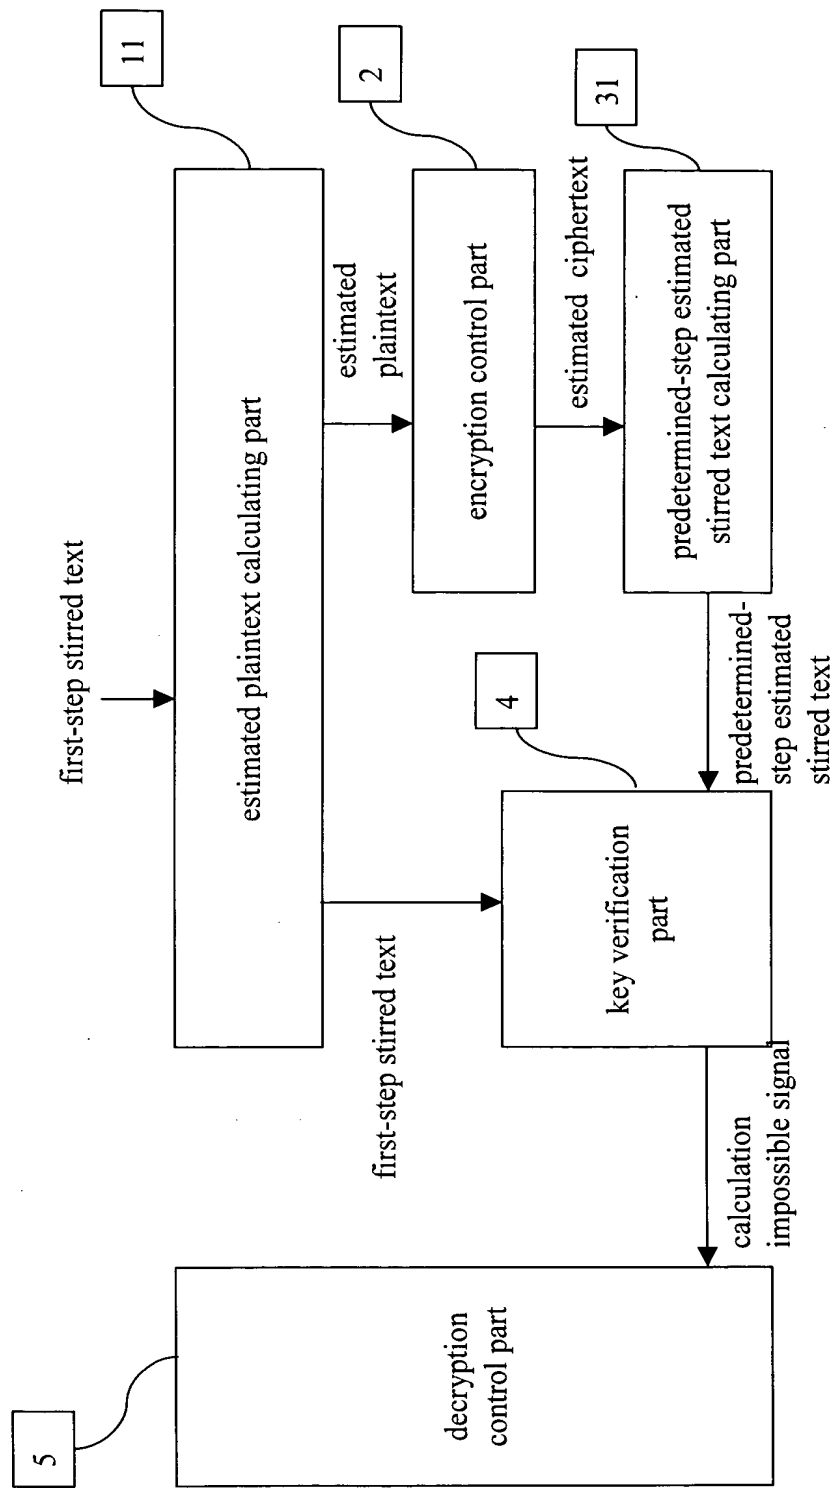 5
first-step stirred text
11
estimated plaintext calculating part
first-step stirred text
estimated
plaintext
2
decryption
control part
encryption control part
4
estimated ciphertext
31
key verification
part
predetermined-step estimated
stirred text calculating part
calculation
impossible signal
predetermined-
step estimated
stirred text